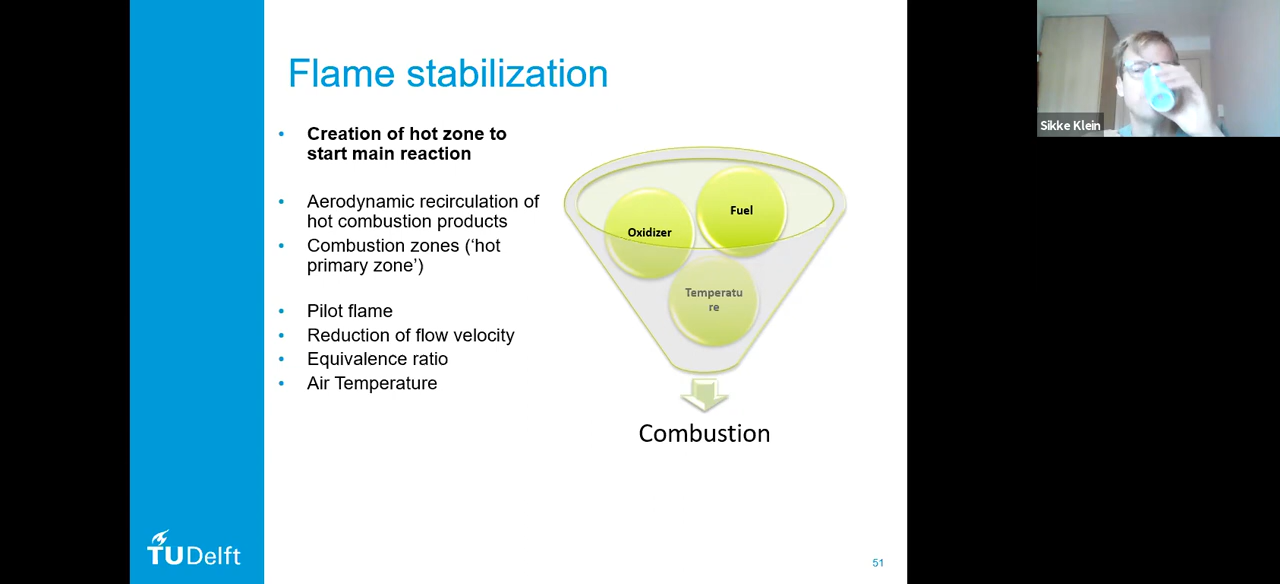 Flame stabilization
• Creation of hot zone to
start main reaction
• Aerodynamic recirculation of
hot combustion products
• Combustion zones (‘hot
primary zone’)
• Pilot flame
• Reduction of flow velocity
• Equivalence ratio
• Air Temperature
Fuel
Oxidizer
Temperatu
re
Combustion
TUDelft
51
Sikke Klein